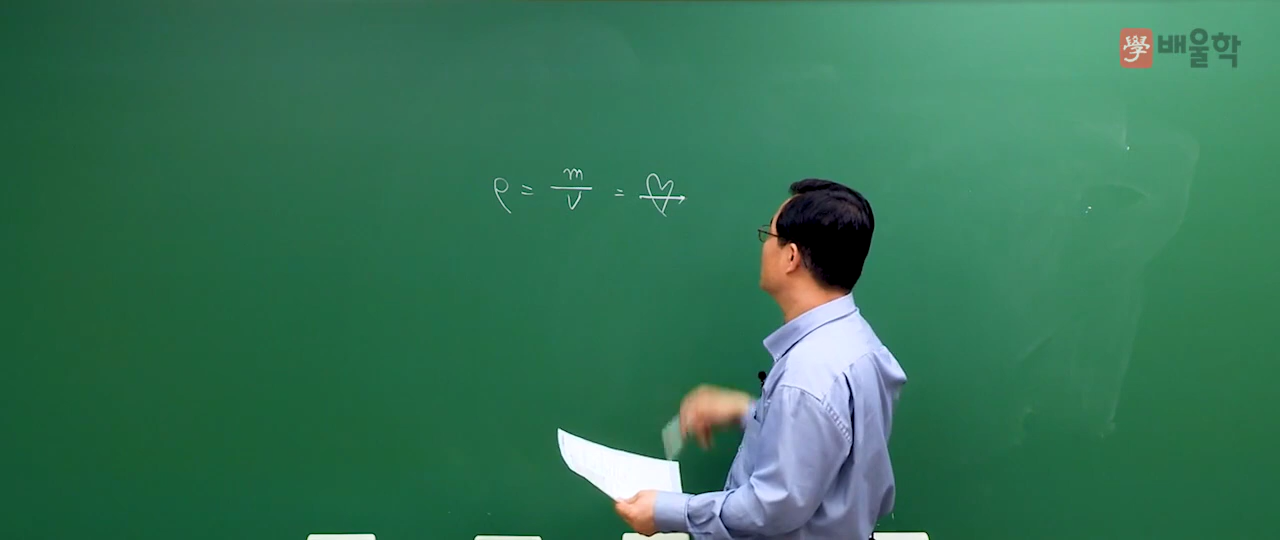 學 배울학
ρ = m/V = ♡